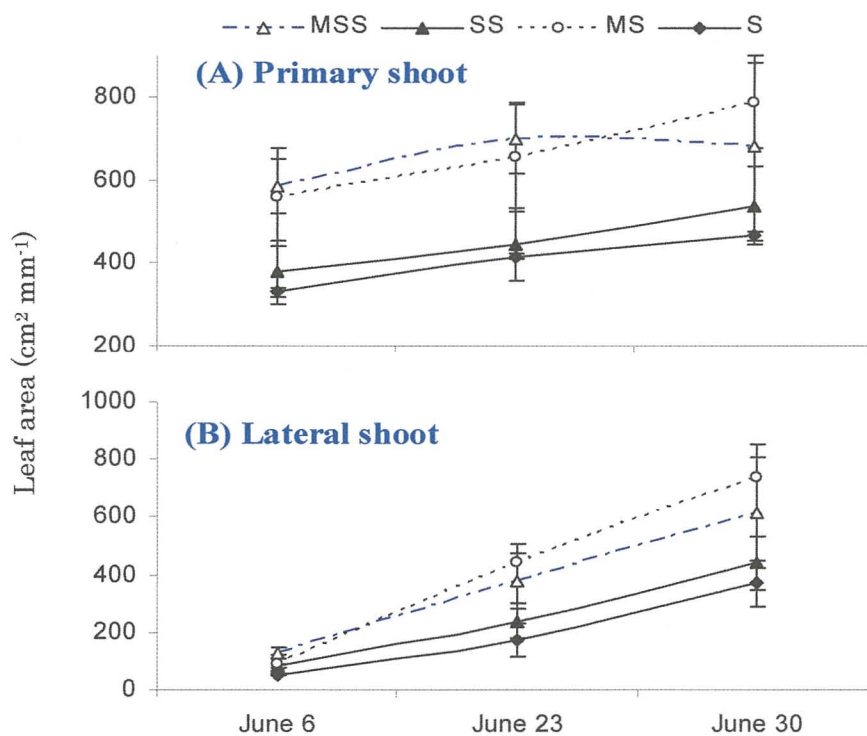 MSS SS MS S
(A) Primary shoot
800
600
400
200
Leaf area (cm² mm⁻¹)
1000
(B) Lateral shoot
800
600
400
200
0
June 6 June 23 June 30